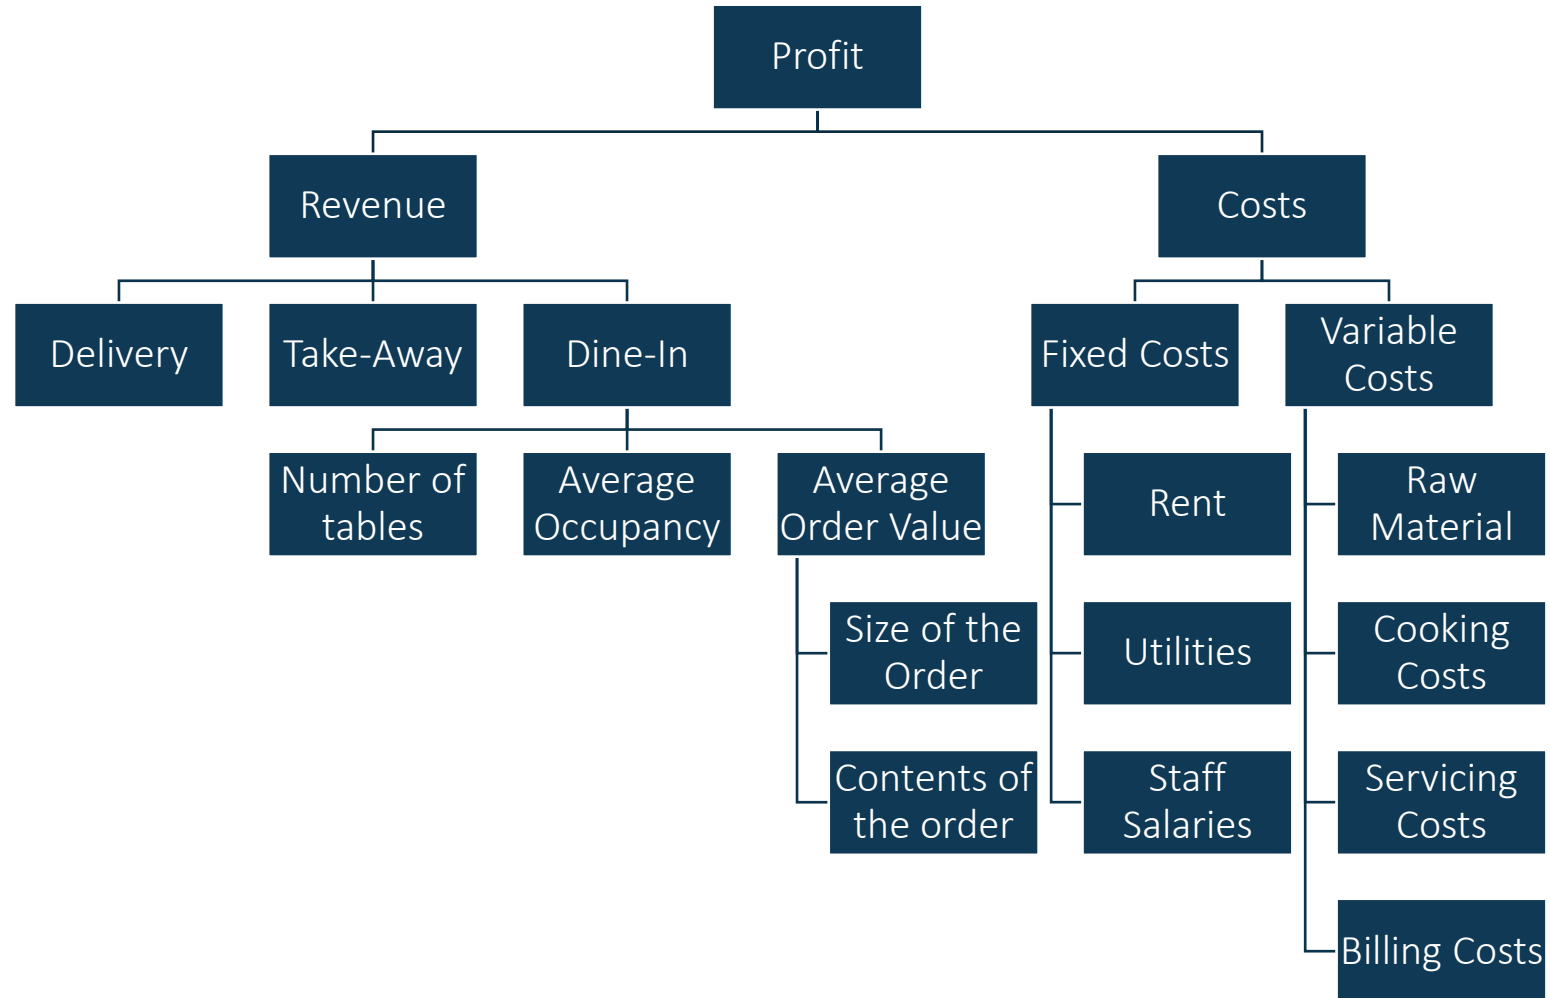 Profit
Revenue
Costs
Delivery
Take-Away
Dine-In
Fixed Costs
Variable
Costs
Number of
tables
Average
Occupancy
Average
Order Value
Rent
Raw
Material
Size of the
Order
Utilities
Cooking
Costs
Contents of
the order
Staff
Salaries
Servicing
Costs
Billing Costs